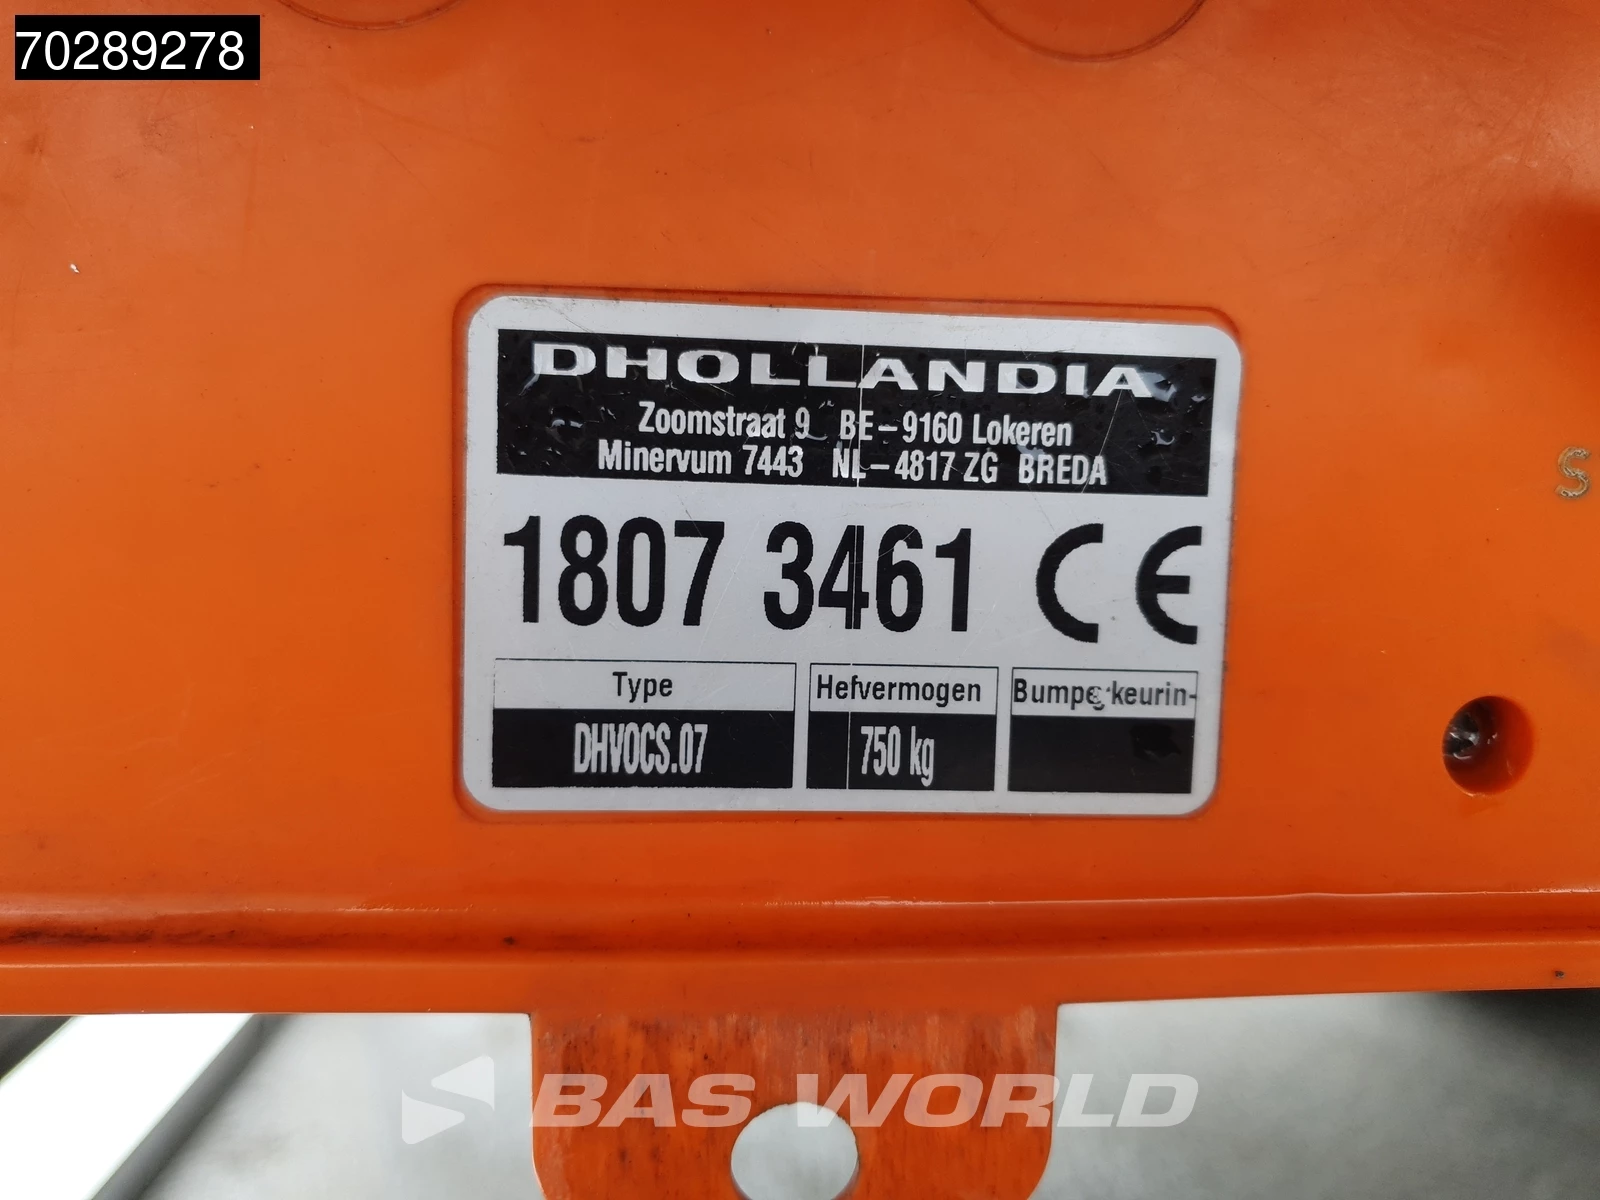 70289278
DHOLLANDIA
Zoomstraat 9 BE-9160 Lokeren
Minervum 7443 NL-4817 ZG BREDA
1807 3461 CE
Type Hefvermogen Bumperkeurin-
g
DHVOCS.07 750 kg
S
BAS WORLD